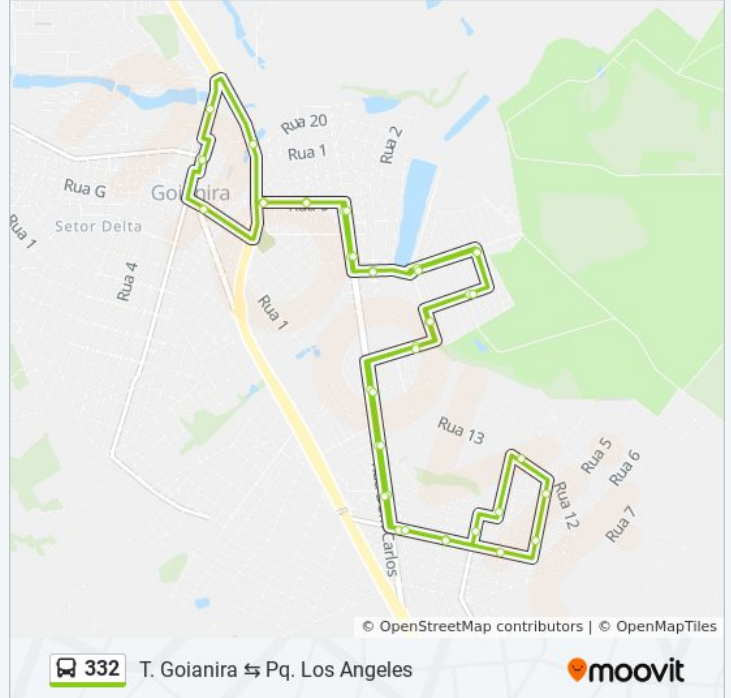 Rua 20
Rua 2
Rua 1
Rua G
Goianira
Setor Delta
Rua 1
Rua 4
Rua 1
Rua 13
Rua 5
Rua 6
Rua 12
Rua 7
Carlos
© OpenStreetMap contributors | © OpenMapTiles
332 T. Goianira ⇆ Pq. Los Angeles
moovit